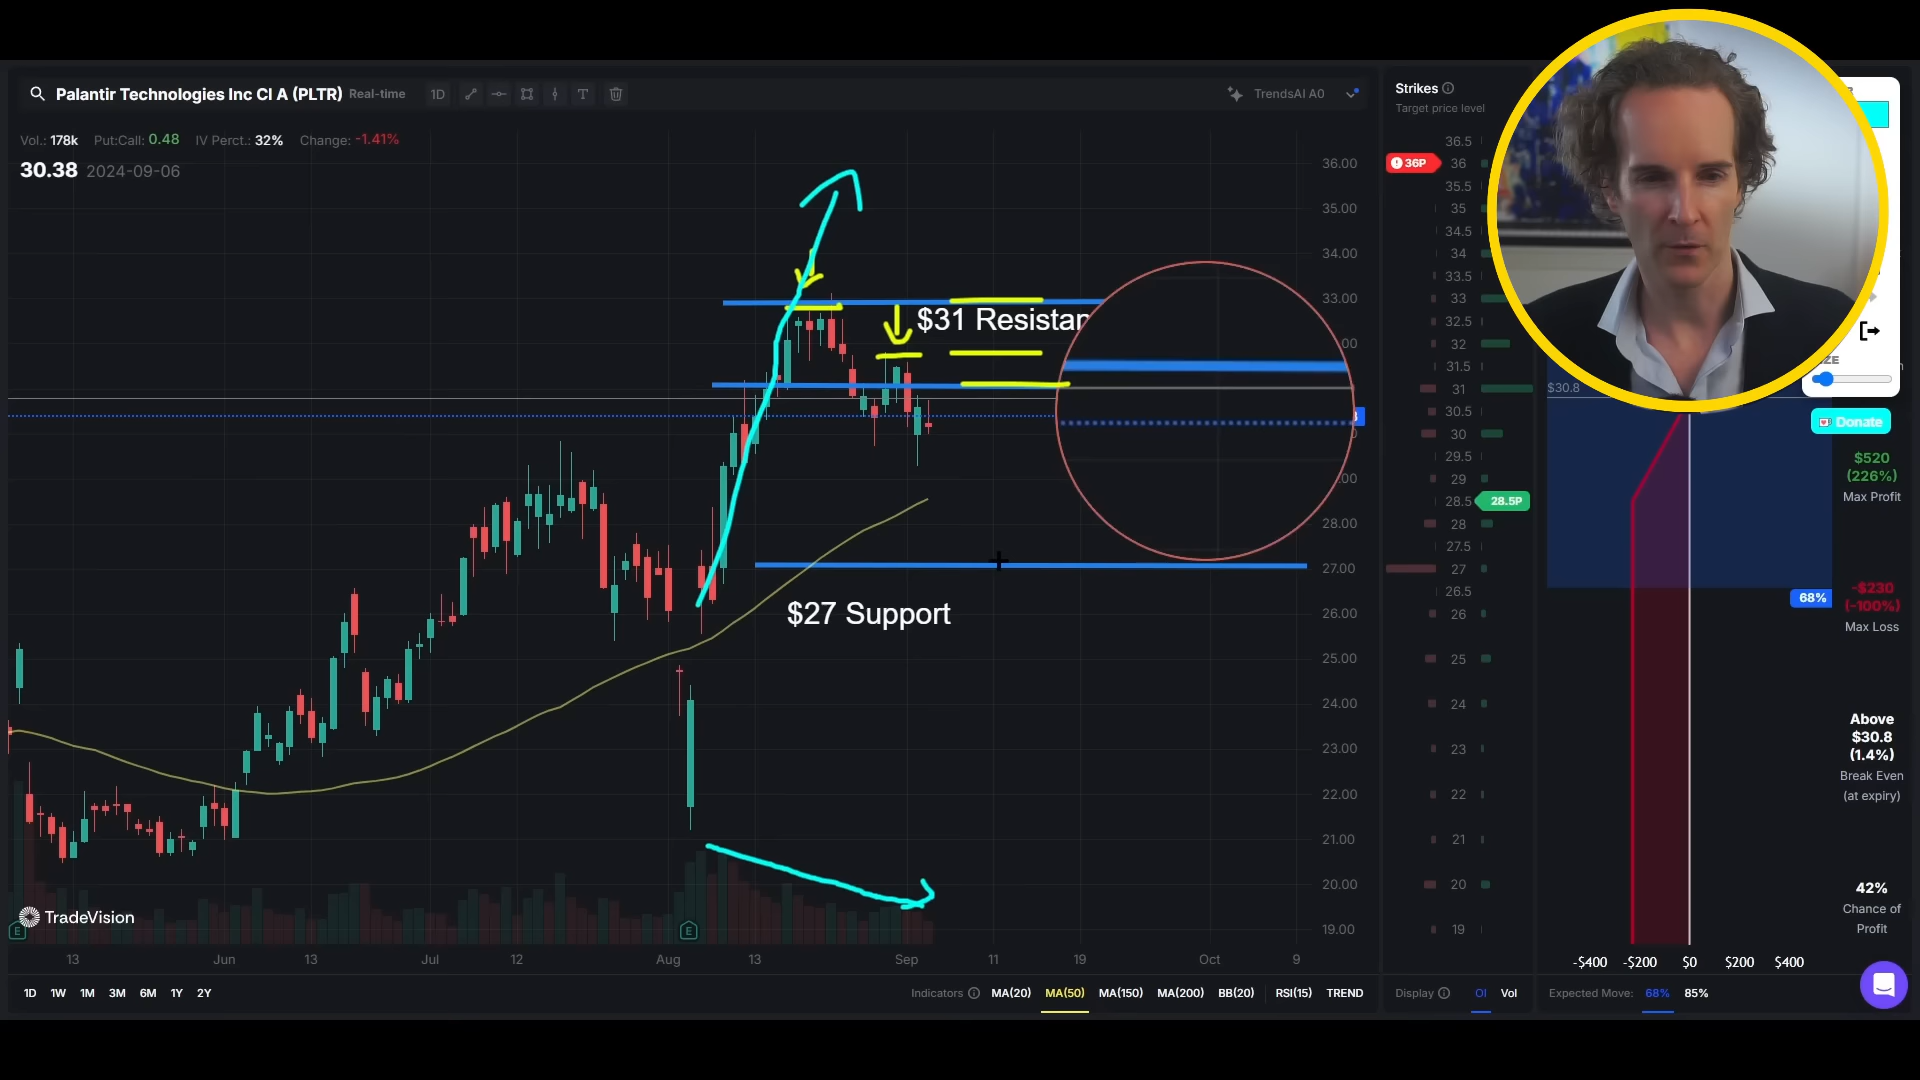 Palantir Technologies Inc Cl A (PLTR) Real-time 1D T TrendsAI A0
Vol.: 178k Put:Call: 0.48 IV Perct.: 32% Change: -1.41%
30.38 2024-09-06
36.00
35.00
34.00
33.00
28.00
27.00
26.00
25.00
24.00
23.00
22.00
21.00
20.00
19.00
$31 Resistan
$27 Support
E
TradeVision
E
13 Jun 13 Jul 12 Aug 13 Sep 11 19 Oct 9
1D 1W 1M 3M 6M 1Y 2Y
Indicators MA(20) MA(50) MA(150) MA(200) BB(20) RSI(15) TREND
Strikes
Target price level
36.5
36P 36
35.5
35
34.5
34
33.5
33
32.5
32
31.5
31
30.5
30
29.5
29
28.5 28.5P
28
27.5
27
26.5
26
25
24
23
22
21
20
19
Display OI Vol
$30.8
68%
-$400 -$200 $0 $200 $400
Expected Move: 68% 85%
Donate
$520
(226%)
Max Profit
-$230
(-100%)
Max Loss
Above
$30.8
(1.4%)
Break Even
(at expiry)
42%
Chance of
Profit